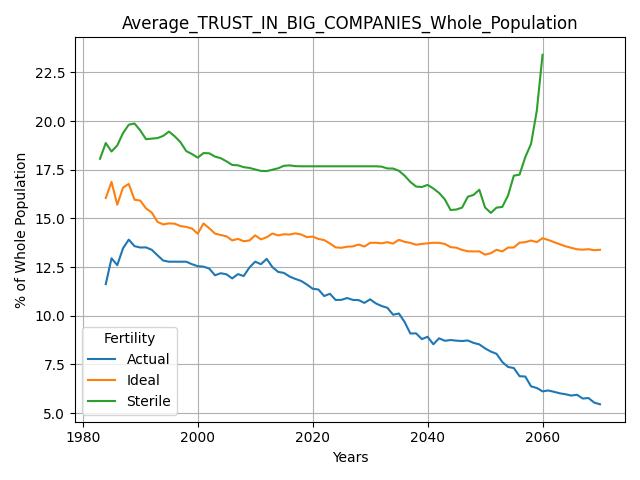 Average_TRUST_IN_BIG_COMPANIES_Whole_Population
% of Whole Population
22.5
20.0
17.5
15.0
12.5
10.0
7.5
5.0
Fertility
Actual
Ideal
Sterile
1980
2000
2020
2040
2060
Years